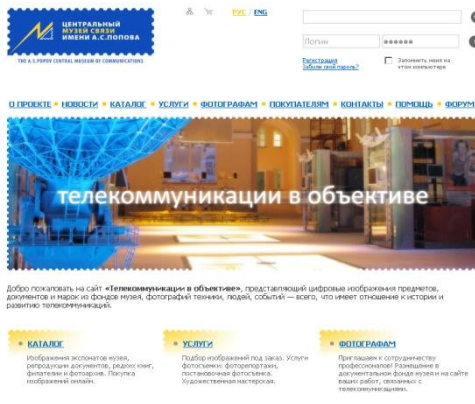 ЦЕНТРАЛЬНЫЙ
МУЗЕЙ СВЯЗИ
ИМЕНИ А.С.ПОПОВА
THE A.S.POPOV CENTRAL MUSEUM OF COMMUNICATIONS
РУС / ENG
Логин
Регистрация
Забыли свой пароль?
Запомнить меня на
этом компьютере
О ПРОЕКТЕ НОВОСТИ КАТАЛОГ УСЛУГИ ФОТОГРАФАМ ПОКУПАТЕЛЯМ КОНТАКТЫ ПОМОЩЬ ФОРУМ
телекоммуникации в объективе
Добро пожаловать на сайт «Телекоммуникации в объективе», представляющий цифровые изображения предметов,
документов и марок из фондов музея, фотографий техники, людей, событий — всего, что имеет отношение к истории и
развитию телекоммуникаций.
КАТАЛОГ
Изображения экспонатов музея,
репродукции документов, редких книг,
филателии и фотоархив. Покупка
изображений онлайн.
УСЛУГИ
Подбор изображений под заказ. Услуги
фотосъемки: фоторепортажи,
постановочная фотосъемка.
Художественная мастерская.
ФОТОГРАФАМ
Приглашаем к сотрудничеству
профессионалов! Размещение в
документальном фонде музея и на сайте
ваших работ, связанных с
телекоммуникациями.